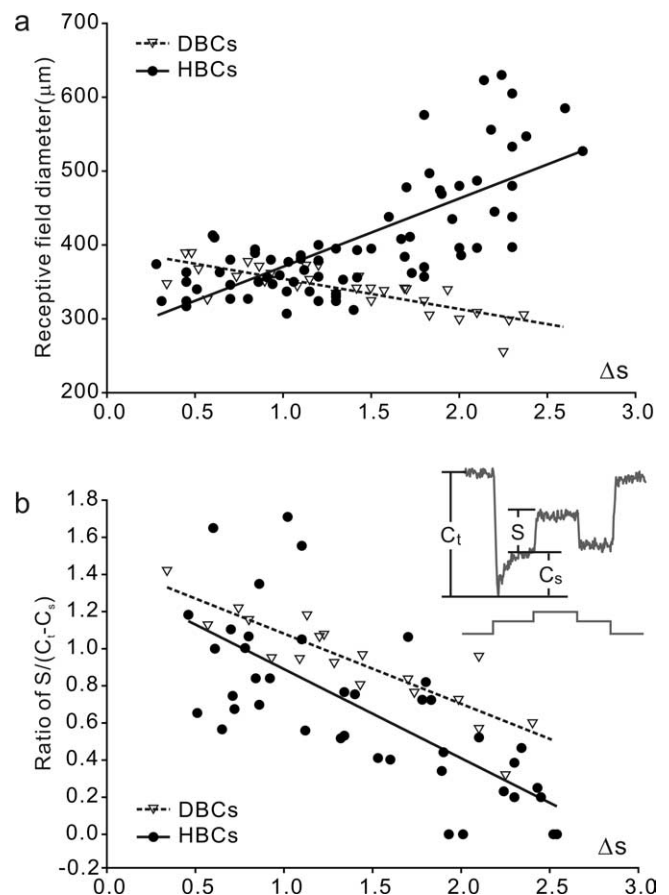 a
700
600
500
400
300
200
Receptive field diameter(μm)
DBCs
HBCs
Δs
0.0 0.5 1.0 1.5 2.0 2.5 3.0
b
1.8
1.6
1.4
1.2
1.0
0.8
0.6
0.4
0.2
0.0
-0.2
Ratio of S/(Ct-Cs)
Ct
S
Cs
DBCs
HBCs
Δs
0.0 0.5 1.0 1.5 2.0 2.5 3.0